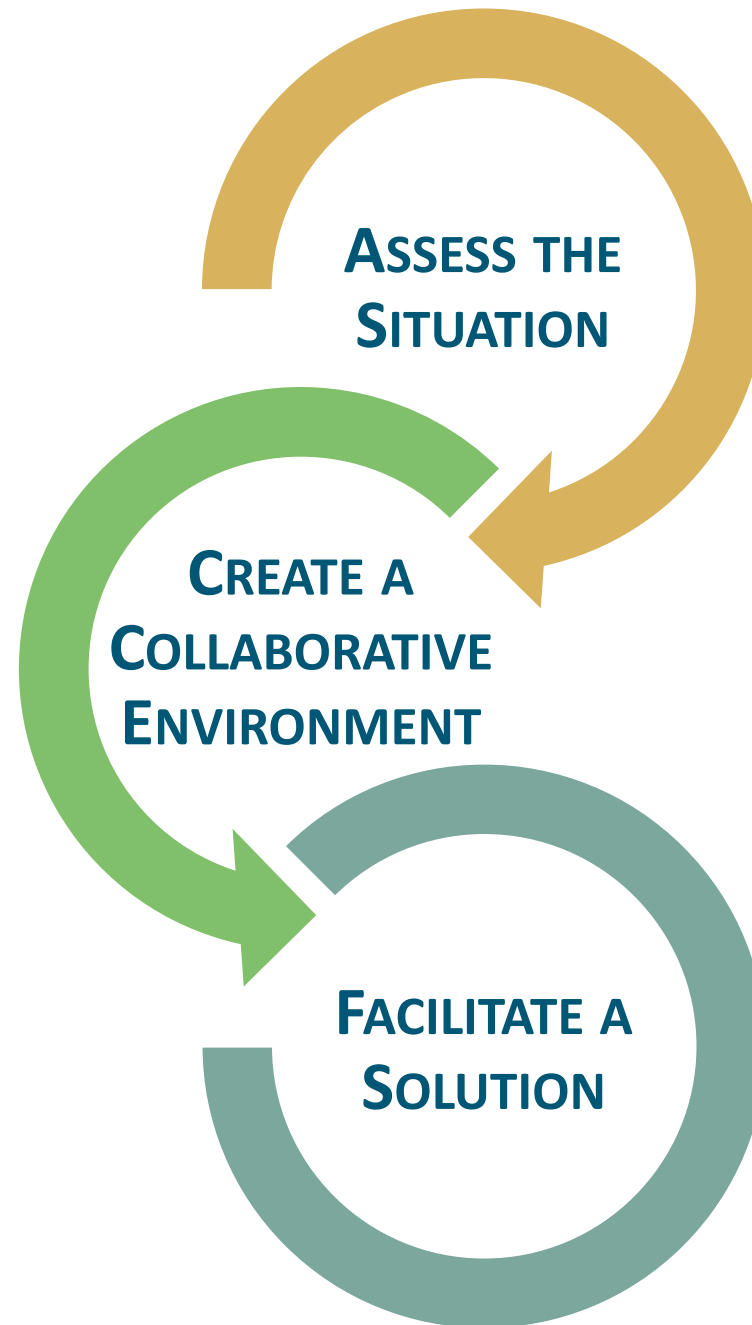 Assess the
Situation
Create a
Collaborative
Environment
Facilitate a
Solution